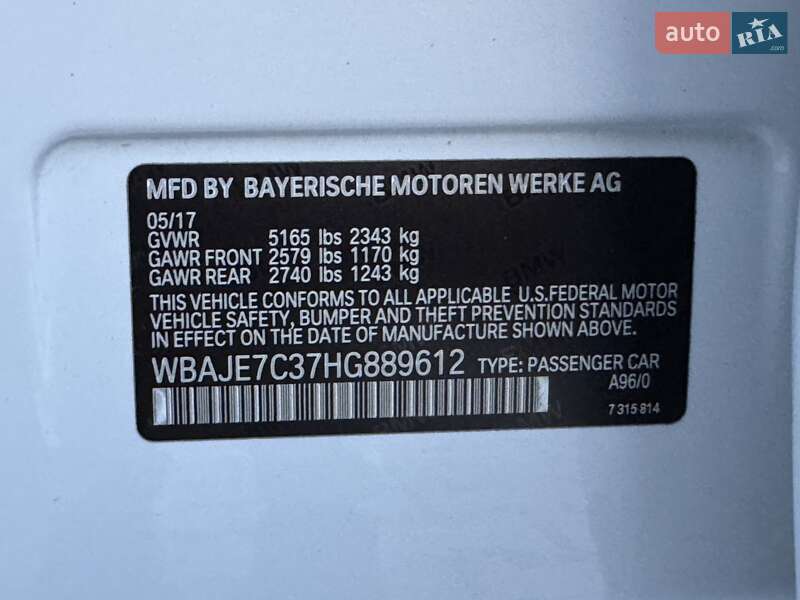 auto RIA .com
MFD BY BAYERISCHE MOTOREN WERKE AG
05/17
GVWR 5165 lbs 2343 kg
GAWR FRONT 2579 lbs 1170 kg
GAWR REAR 2740 lbs 1243 kg
THIS VEHICLE CONFORMS TO ALL APPLICABLE U.S.FEDERAL MOTOR
VEHICLE SAFETY, BUMPER AND THEFT PREVENTION STANDARDS
IN EFFECT ON THE DATE OF MANUFACTURE SHOWN ABOVE.
WBAJE7C37HG889612 TYPE: PASSENGER CAR
A96/0
7 315 814